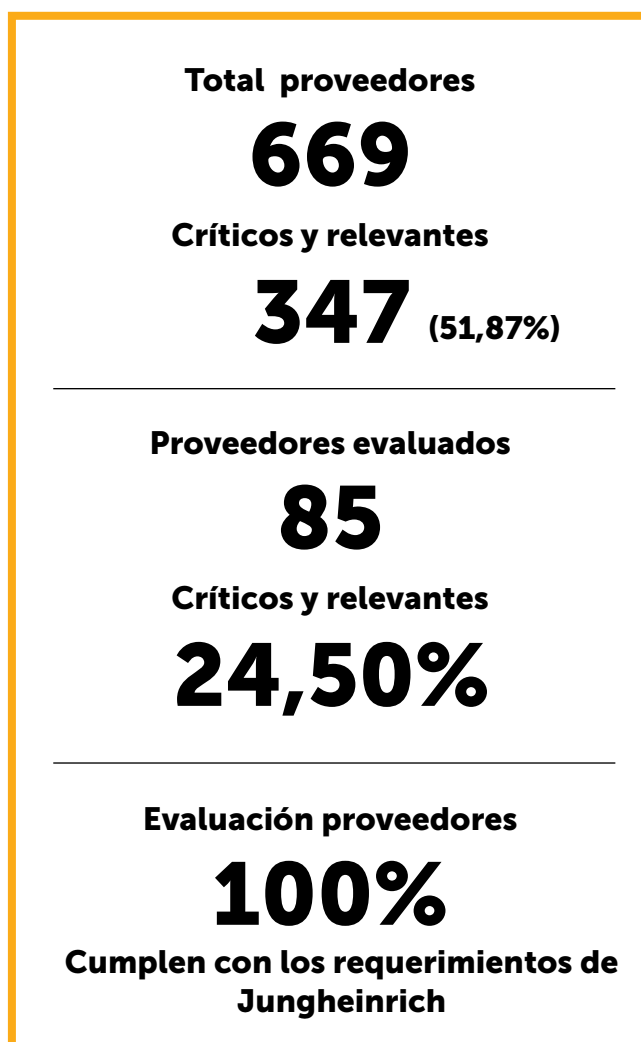 Total proveedores
669
Críticos y relevantes
347 (51,87%)
Proveedores evaluados
85
Críticos y relevantes
24,50%
Evaluación proveedores
100%
Cumplen con los requerimientos de
Jungheinrich